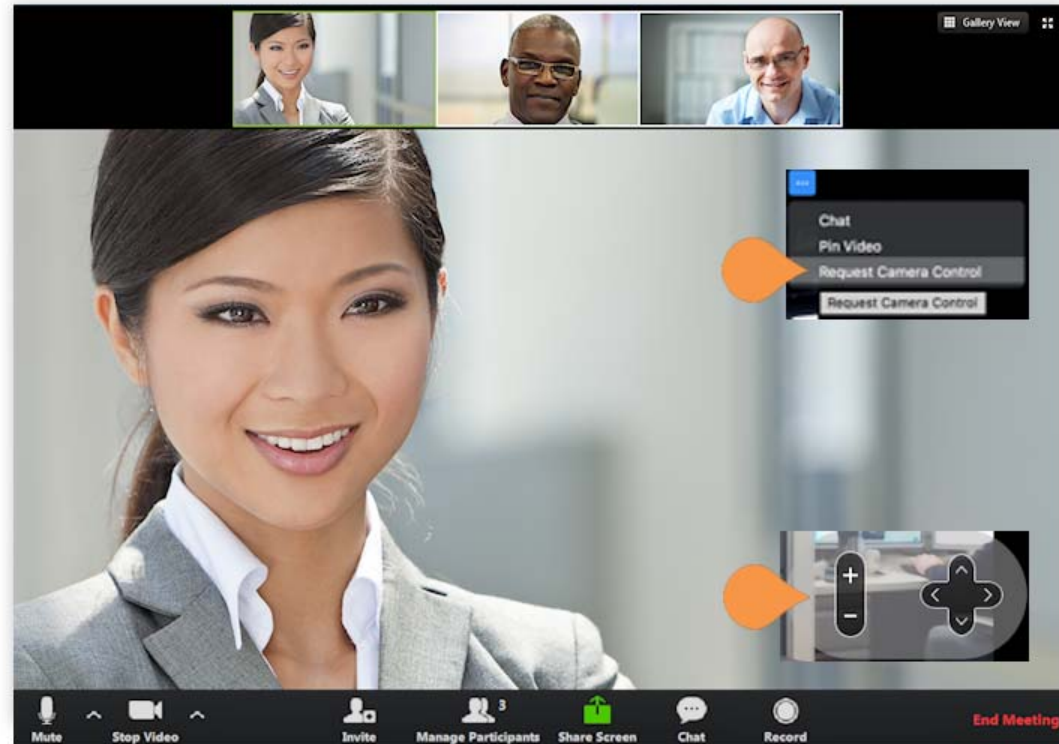 Gallery View
Chat
Pin Video
Request Camera Control
Request Camera Control
3
Mute
Stop Video
Invite
Manage Participants
Share Screen
Chat
Record
End Meeting